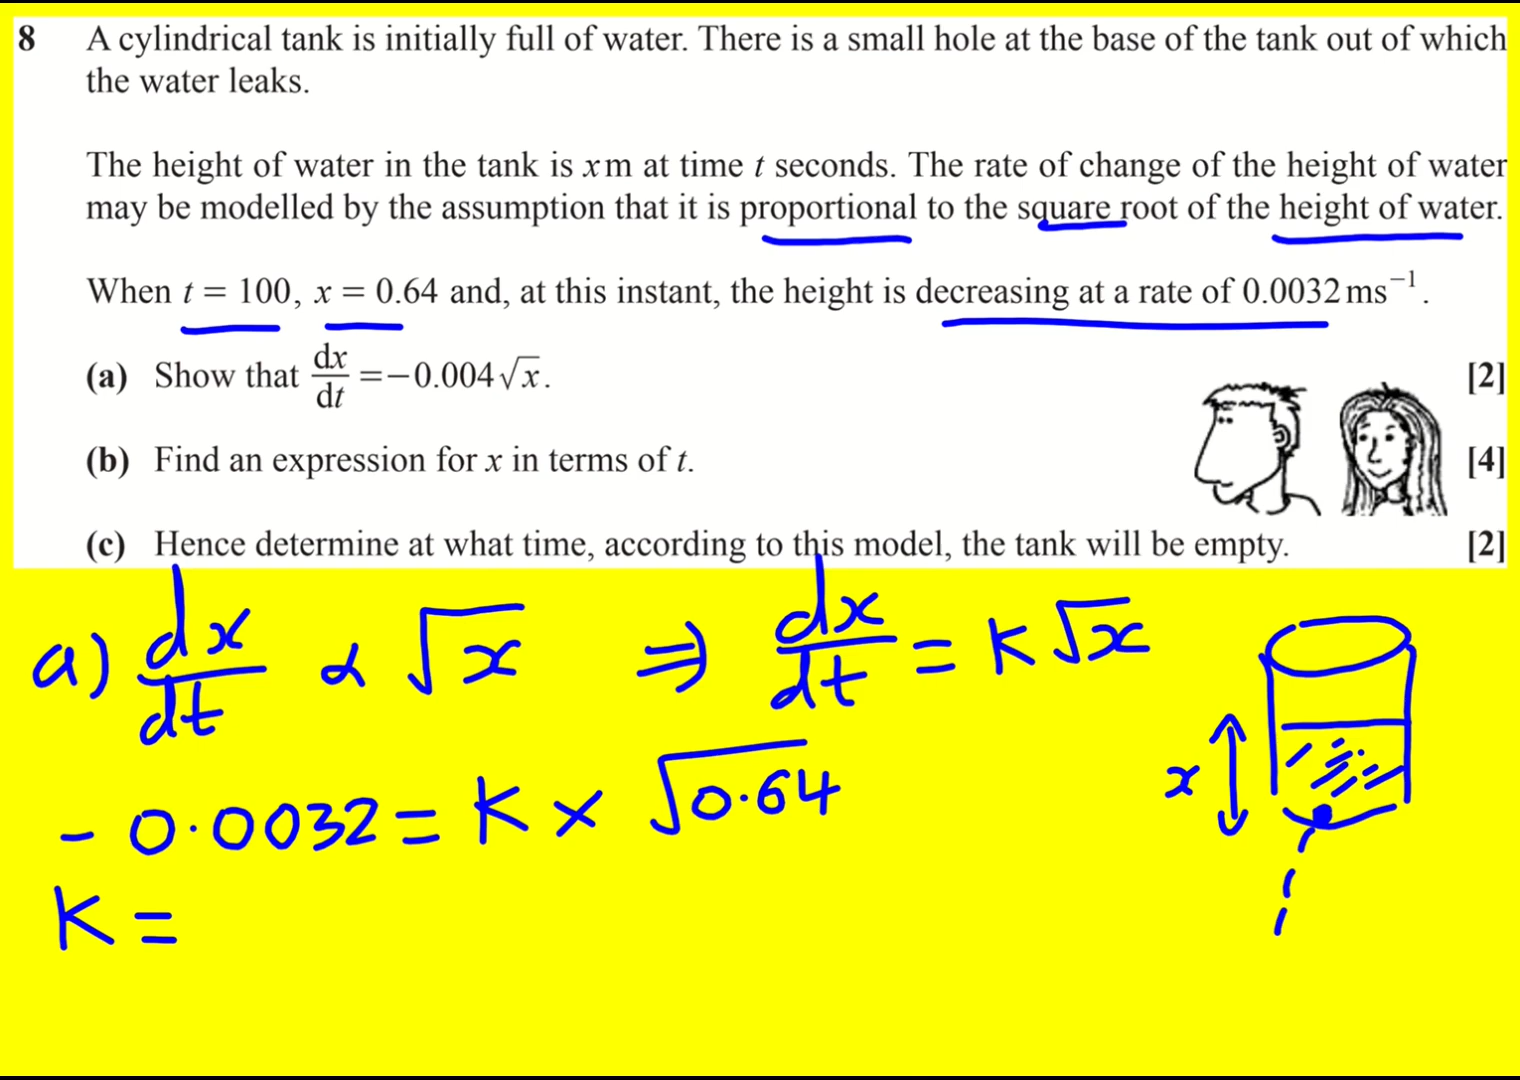 8 A cylindrical tank is initially full of water. There is a small hole at the base of the tank out of which
the water leaks.
The height of water in the tank is x m at time t seconds. The rate of change of the height of water
may be modelled by the assumption that it is proportional to the square root of the height of water.
When t = 100, x = 0.64 and, at this instant, the height is decreasing at a rate of 0.0032 ms⁻¹.
(a) Show that dx/dt = −0.004√x. [2]
(b) Find an expression for x in terms of t. [4]
(c) Hence determine at what time, according to this model, the tank will be empty. [2]
a) dx/dt ∝ √x ⇒ dx/dt = k√x
x
- 0.0032 = k × √0.64
k =